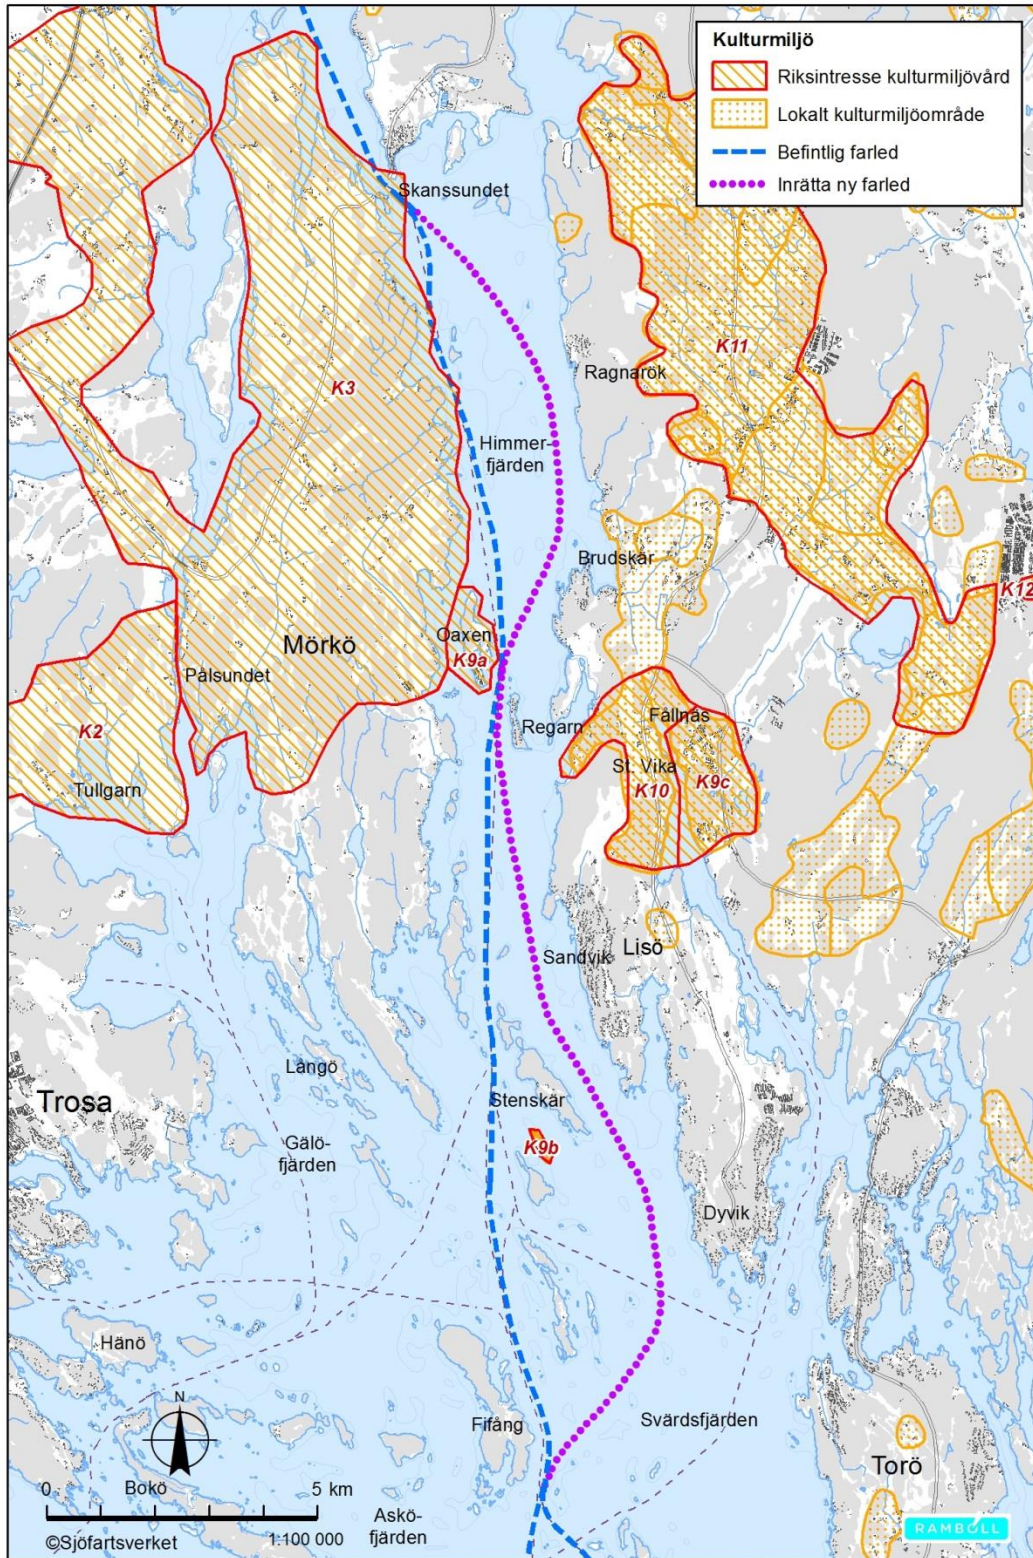 Kulturmiljö
Riksintresse kulturmiljövård
Lokalt kulturmiljöområde
Befintlig farled
Inrätta ny farled
Skanssundet
K11
Ragnarök
K3
Himmer-
fjärden
Brudskär
K12
Oaxen
K9a
Mörkö
Pålsundet
Regarn
Fållnäs
K2
St. Vika
K10
K9c
Tullgarn
Sandvik
Lisö
Långö
Stenskär
Trosa
Gälö-
fjärden
K9b
Dyvik
Hänö
N
Fifång
Svärdsfjärden
Torö
0
5 km
Bokö
Askö-
fjärden
1:100 000
©Sjöfartsverket
RAMBOLL